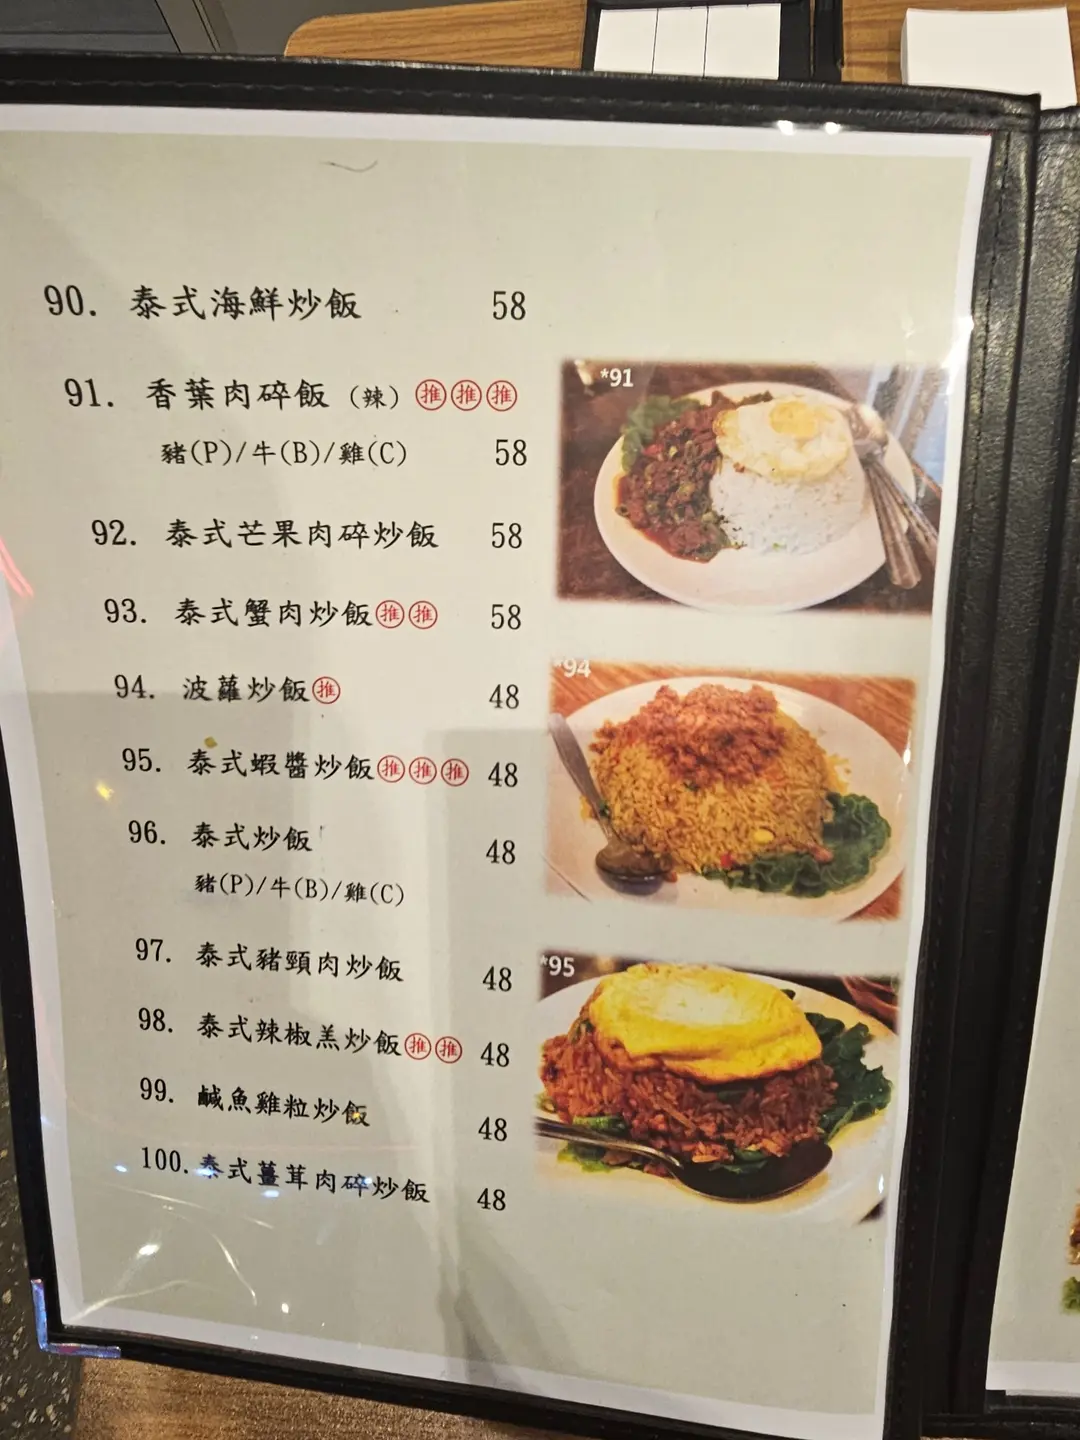 90. 泰式海鮮炒飯 58
91. 香葉肉碎飯 (辣) 推推推
豬(P)/牛(B)/雞(C) 58
92. 泰式芒果肉碎炒飯 58
93. 泰式蟹肉炒飯推推 58
94. 波蘿炒飯推 48
95. 泰式蝦醬炒飯推推推 48
96. 泰式炒飯 48
豬(P)/牛(B)/雞(C)
97. 泰式豬頸肉炒飯 48
98. 泰式辣椒羔炒飯推推 48
99. 鹹魚雞粒炒飯 48
100. 泰式薑茸肉碎炒飯 48
*91
*94
*95